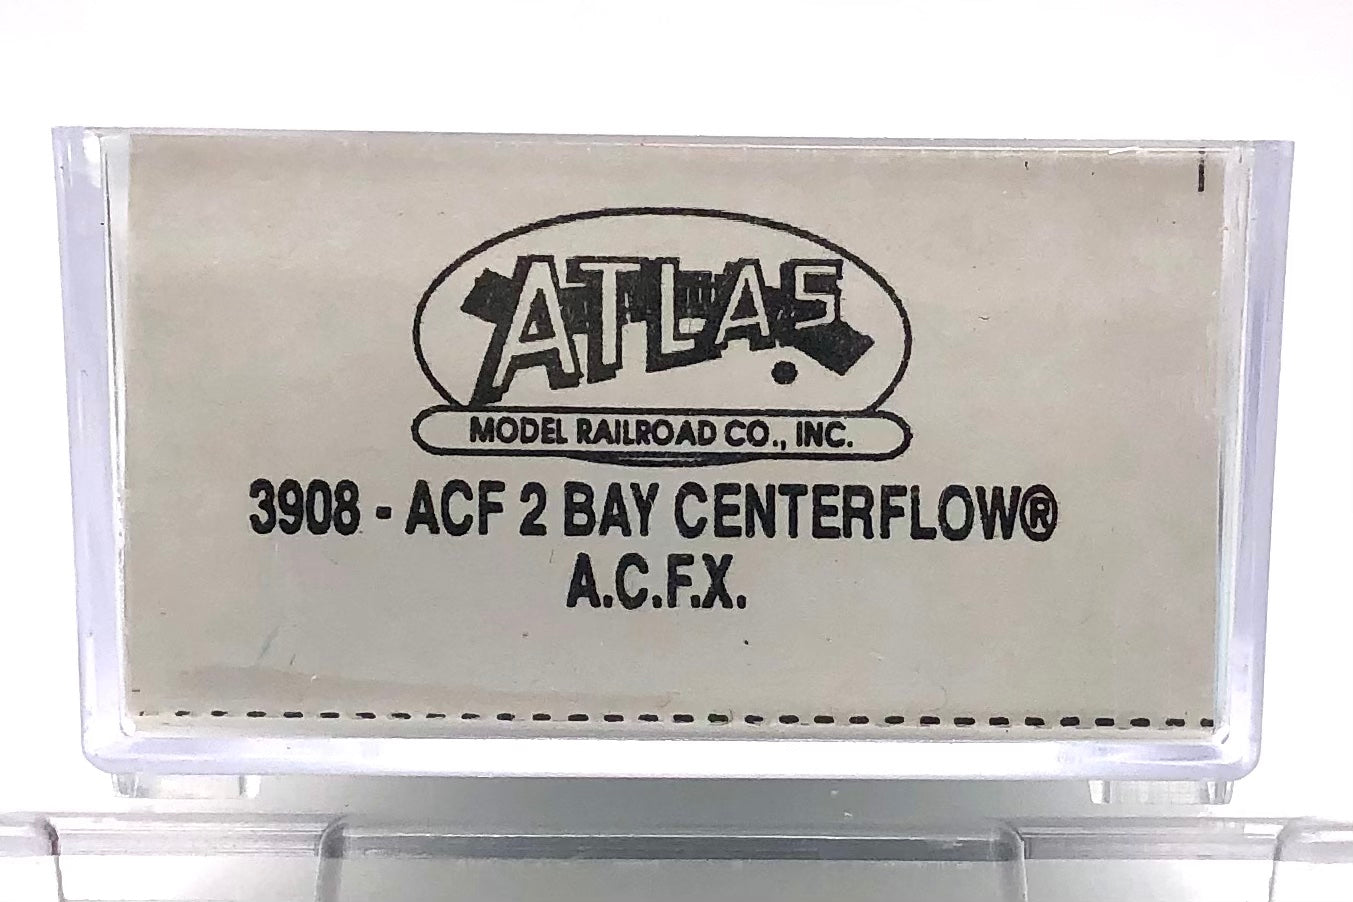 ATLAS
MODEL RAILROAD CO., INC.
3908 - ACF 2 BAY CENTERFLOW®
A.C.F.X.